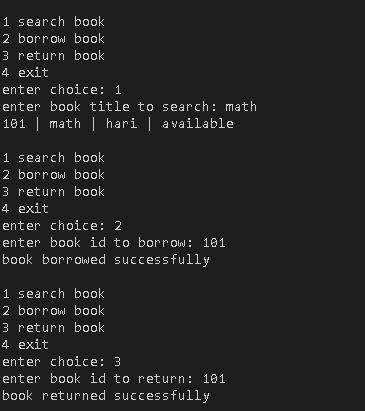 1 search book
2 borrow book
3 return book
4 exit
enter choice: 1
enter book title to search: math
101 | math | hari | available
1 search book
2 borrow book
3 return book
4 exit
enter choice: 2
enter book id to borrow: 101
book borrowed successfully
1 search book
2 borrow book
3 return book
4 exit
enter choice: 3
enter book id to return: 101
book returned successfully